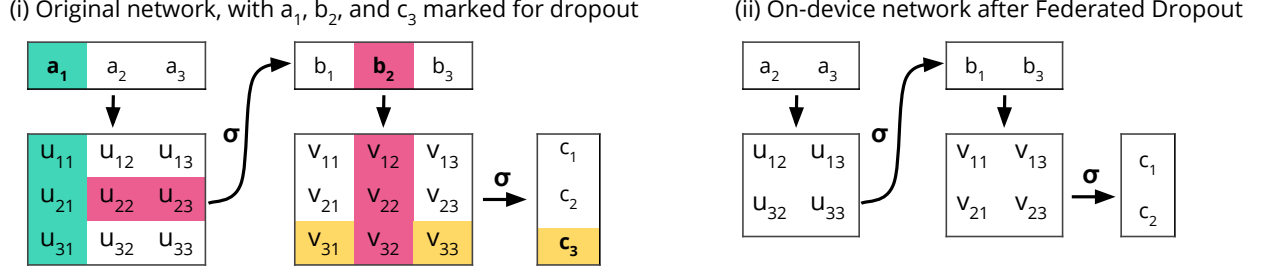 (i) Original network, with a₁, b₂, and c₃ marked for dropout
a₁ a₂ a₃
u₁₁ u₁₂ u₁₃
u₂₁ u₂₂ u₂₃
u₃₁ u₃₂ u₃₃
σ
b₁ b₂ b₃
v₁₁ v₁₂ v₁₃
v₂₁ v₂₂ v₂₃
v₃₁ v₃₂ v₃₃
σ
c₁
c₂
c₃
(ii) On-device network after Federated Dropout
a₂ a₃
u₁₂ u₁₃
u₃₂ u₃₃
σ
b₁ b₃
v₁₁ v₁₃
v₂₁ v₂₃
σ
c₁
c₂